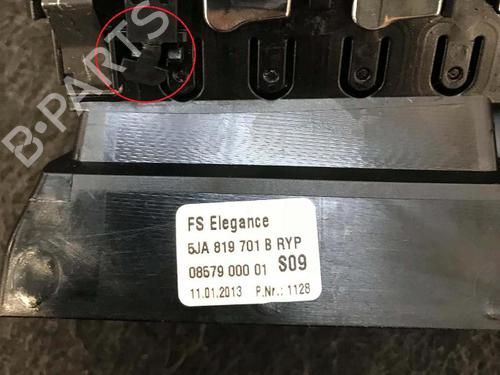 B-PARTS
FS Elegance
5JA 819 701 B RYP
08579 000 01 S09
11.01.2013 P.Nr.: 1128